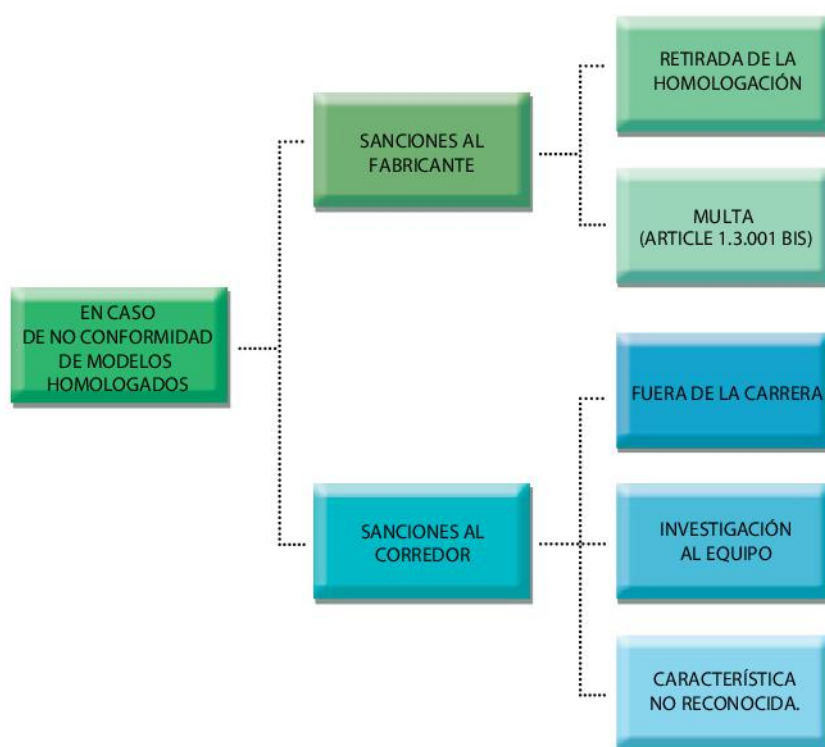 EN CASO
DE NO CONFORMIDAD
DE MODELOS
HOMOLOGADOS
SANCIONES AL
FABRICANTE
RETIRADA DE LA
HOMOLOGACIÓN
MULTA
(ARTICLE 1.3.001 BIS)
SANCIONES AL
CORREDOR
FUERA DE LA CARRERA
INVESTIGACIÓN
AL EQUIPO
CARACTERÍSTICA
NO RECONOCIDA.